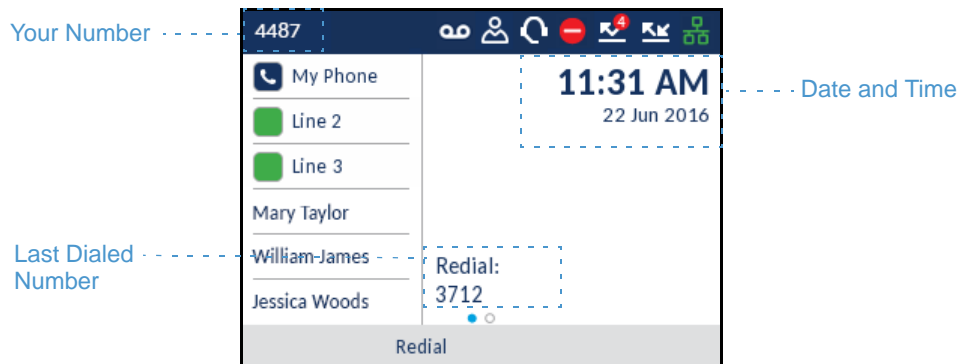 Your Number
4487
4
My Phone
11:31 AM
Date and Time
22 Jun 2016
Line 2
Line 3
Mary Taylor
Last Dialed
Number
William James
Redial:
3712
Jessica Woods
Redial